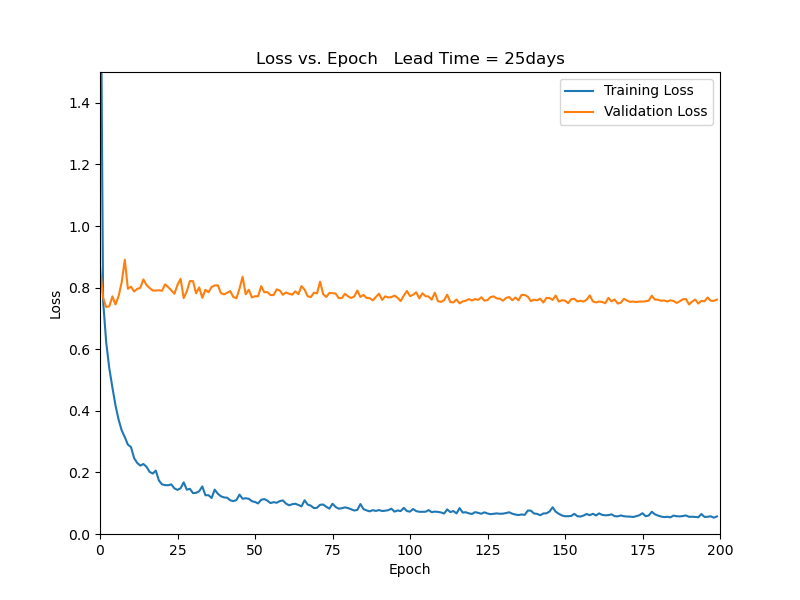 Loss vs. Epoch   Lead Time = 25days
Training Loss
Validation Loss
Loss
1.4
1.2
1.0
0.8
0.6
0.4
0.2
0.0
0 25 50 75 100 125 150 175 200
Epoch